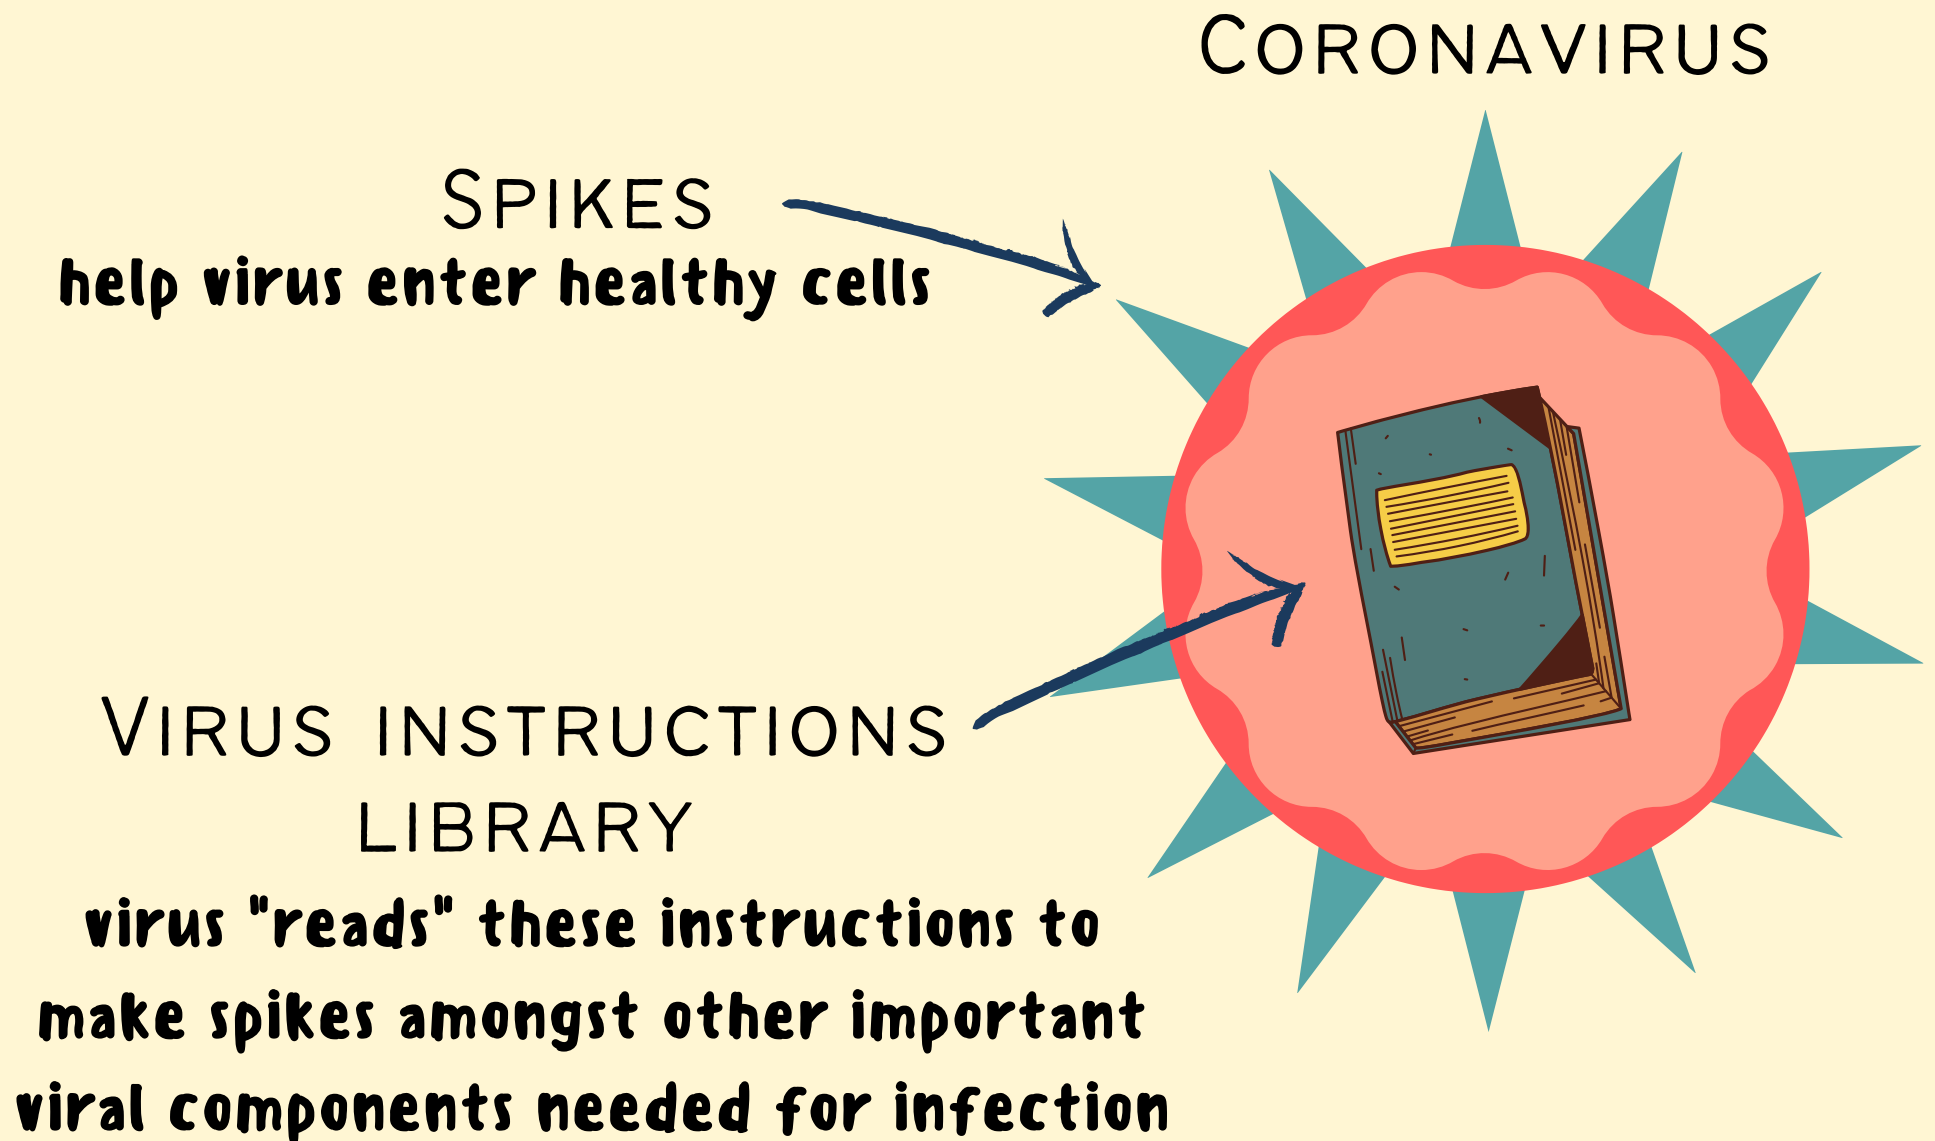 CORONAVIRUS
SPIKES
help virus enter healthy cells
VIRUS INSTRUCTIONS
LIBRARY
virus "reads" these instructions to
make spikes amongst other important
viral components needed for infection